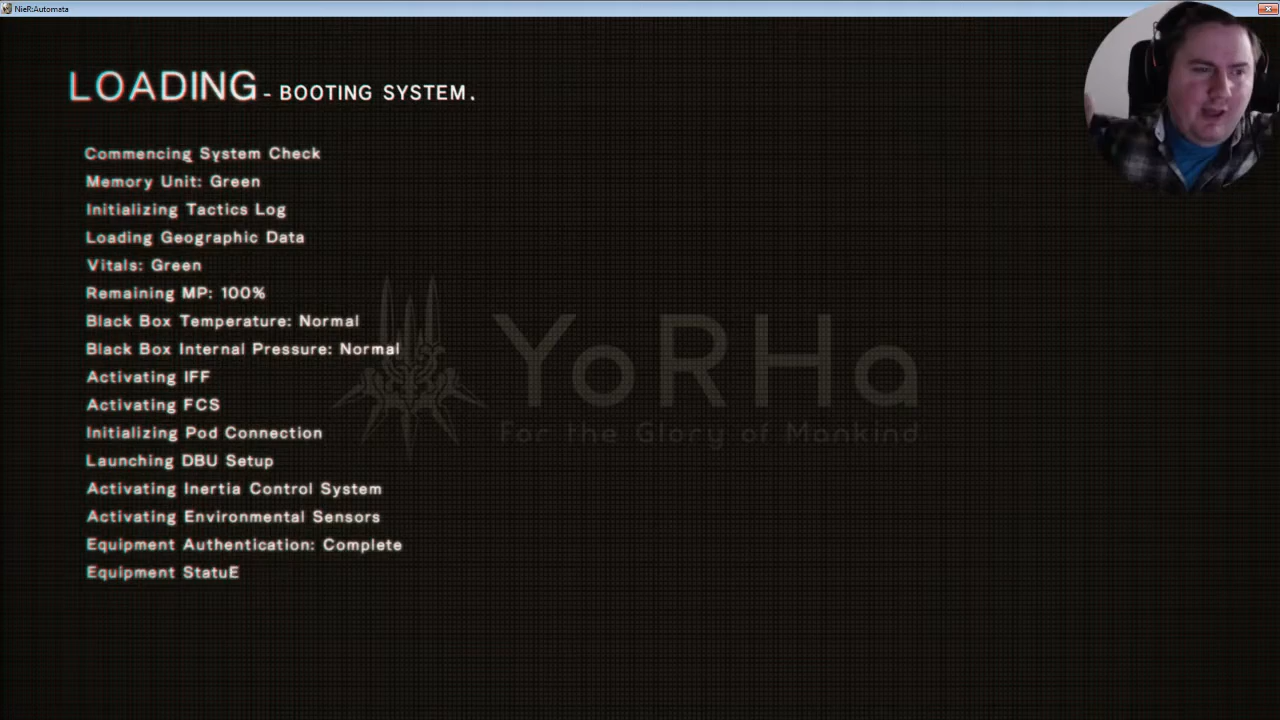 NieR:Automata
LOADING - BOOTING SYSTEM.
Commencing System Check
Memory Unit: Green
Initializing Tactics Log
Loading Geographic Data
Vitals: Green
Remaining MP: 100%
Black Box Temperature: Normal
Black Box Internal Pressure: Normal
Activating IFF
Activating FCS
Initializing Pod Connection
Launching DBU Setup
Activating Inertia Control System
Activating Environmental Sensors
Equipment Authentication: Complete
Equipment StatuE
YoRHa
For the Glory of Mankind